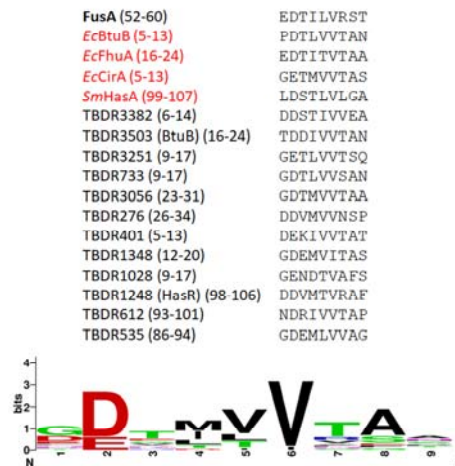 FusA (52-60) EDTILVRST
EcBtuB (5-13) PDTLVVTAN
EcFhuA (16-24) EDTITVTAA
EcCirA (5-13) GETMVVTAS
SmHasA (99-107) LDSTLVLGA
TBDR3382 (6-14) DDSTIVVEA
TBDR3503 (BtuB) (16-24) TDDIVVTAN
TBDR3251 (9-17) GETLVVTSQ
TBDR733 (9-17) GDTLVVSAN
TBDR3056 (23-31) GDTMVVTAA
TBDR276 (26-34) DDVMVVNSP
TBDR401 (5-13) DEKIVVTAT
TBDR1348 (12-20) GDEMVITAS
TBDR1028 (9-17) GENDTVAFS
TBDR1248 (HasR) (98-106) DDVMTVRAF
TBDR612 (93-101) NDRIVVTAP
TBDR535 (86-94) GDEMLVVAG
4
3
2
1
0
bits
G D T M V V T A
E
1 2 3 4 5 6 7 8 9
N